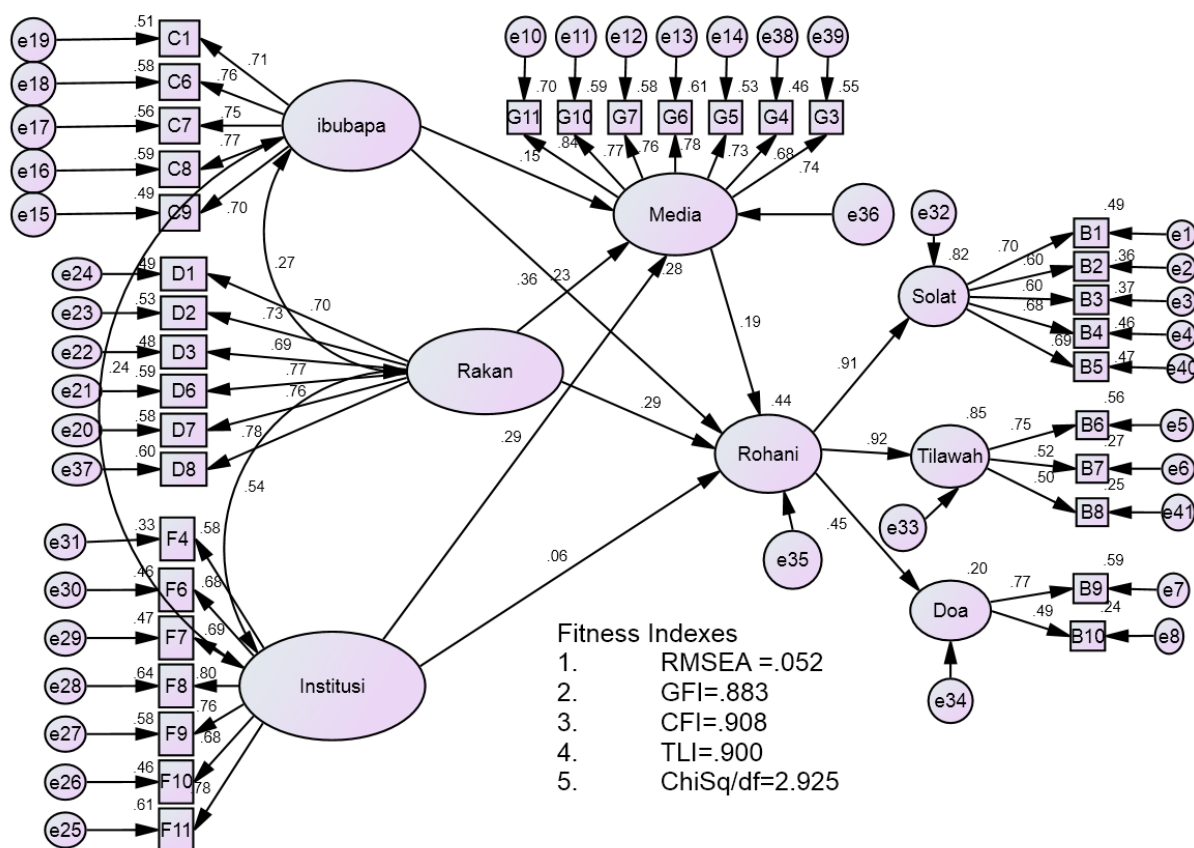 e19 .51 C1 .71
e18 .58 C6 .76
e17 .56 C7 .75
e16 .59 C8 .77
e15 .49 C9 .70
ibubapa
e10 e11 e12 e13 e14 e38 e39
.70 .59 .58 .61 .53 .46 .55
G11 G10 G7 G6 G5 G4 G3
.84 .77 .76 .78 .73 .68 .74
.15
Media
.28
e36
.27
.24
e24 .49 D1 .70
e23 .53 D2 .73
e22 .48 D3 .69
e21 .59 D6 .77
e20 .58 D7 .76
e37 .60 D8 .78
Rakan
.36 .23
.19
.29
.29
.54
.06
e31 .33 F4 .58
e30 .46 F6 .68
e29 .47 F7 .69
e28 .64 F8 .80
e27 .58 F9 .76
e26 .46 F10 .68
e25 .61 F11 .78
Institusi
.44
Rohani
e35
.91
.92
.45
e32
.82
Solat
.70 B1 .49 e1
.60 B2 .36 e2
.60 B3 .37 e3
.68 B4 .46 e4
.69 B5 .47 e40
.85
Tilawah
e33
.75 B6 .56 e5
.52 B7 .27 e6
.50 B8 .25 e41
.20
Doa
e34
.77 B9 .59 e7
.49 B10 .24 e8
Fitness Indexes
1. RMSEA =.052
2. GFI=.883
3. CFI=.908
4. TLI=.900
5. ChiSq/df=2.925